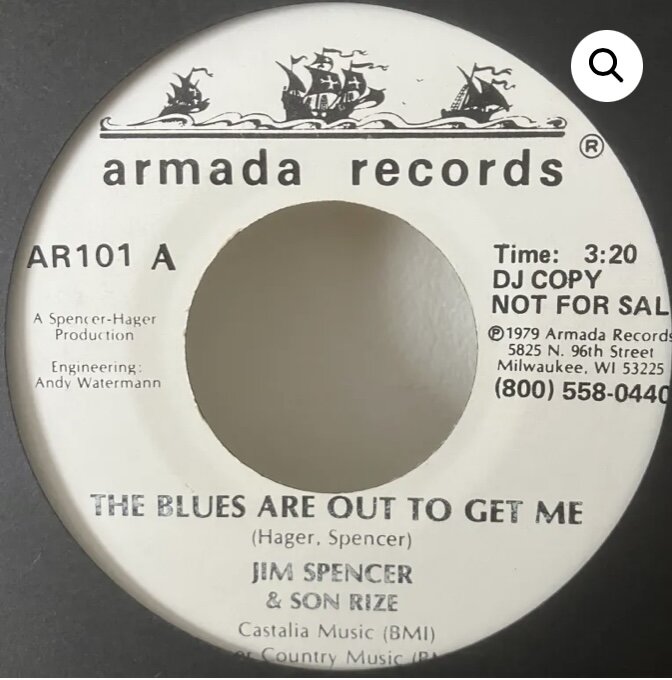 armada records ®
AR101 A
A Spencer-Hager
Production
Engineering:
Andy Watermann
Time: 3:20
DJ COPY
NOT FOR SAL
℗1979 Armada Records
5825 N. 96th Street
Milwaukee, WI 53225
(800) 558-0440
THE BLUES ARE OUT TO GET ME
(Hager, Spencer)
JIM SPENCER
& SON RIZE
Castalia Music (BMI)
Country Music